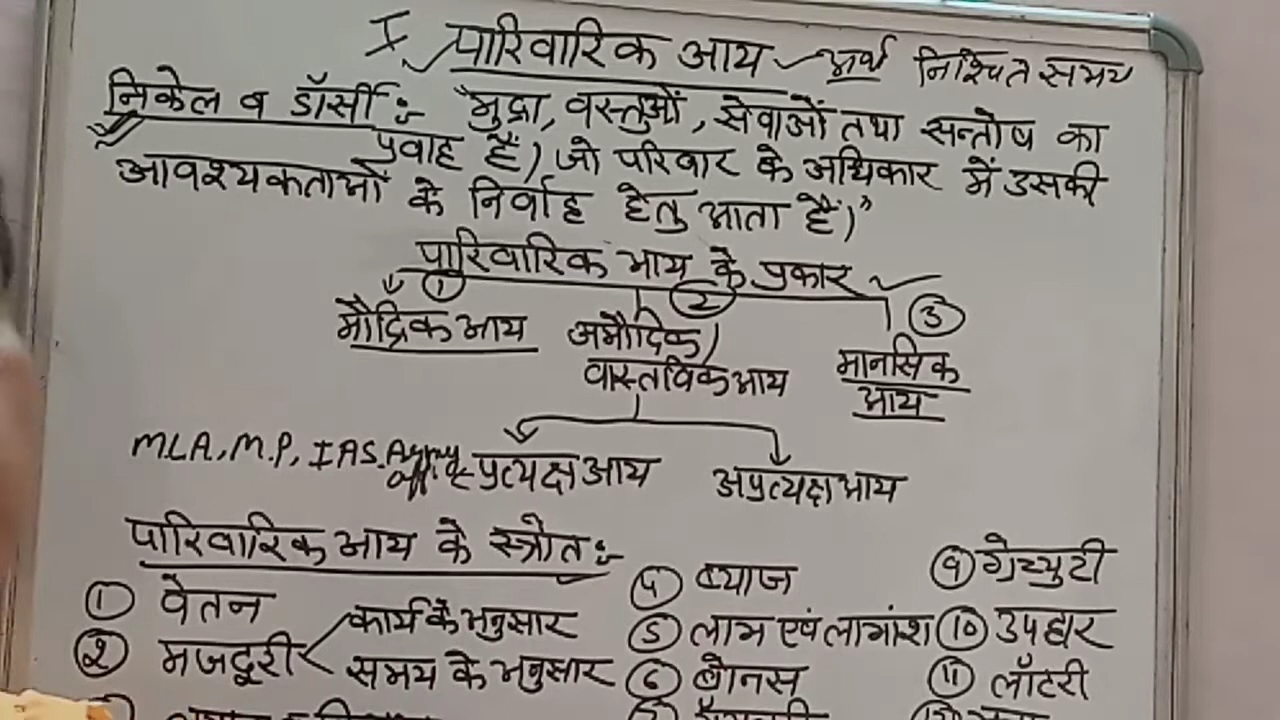 I. पारिवारिक आय अर्थ निश्चित समय
निकेल व डॉर्सी :- "मुद्रा, वस्तुओं, सेवाओं तथा सन्तोष का
प्रवाह है, जो परिवार के अधिकार में उसकी
आवश्यकताओं के निर्वाह हेतु आता है।"
पारिवारिक आय के प्रकार
① ② ③
मौद्रिक आय अमौद्रिक/
वास्तविक आय मानसिक
आय
MLA, M.P, IAS. प्रत्यक्ष आय अप्रत्यक्ष आय
पारिवारिक आय के स्त्रोत :-
① वेतन
② मजदूरी कार्य के अनुसार
समय के अनुसार
④ ब्याज
⑤ लाभ एवं लाभांश
⑥ बोनस
⑨ ग्रेच्युटी
⑩ उपहार
⑪ लॉटरी